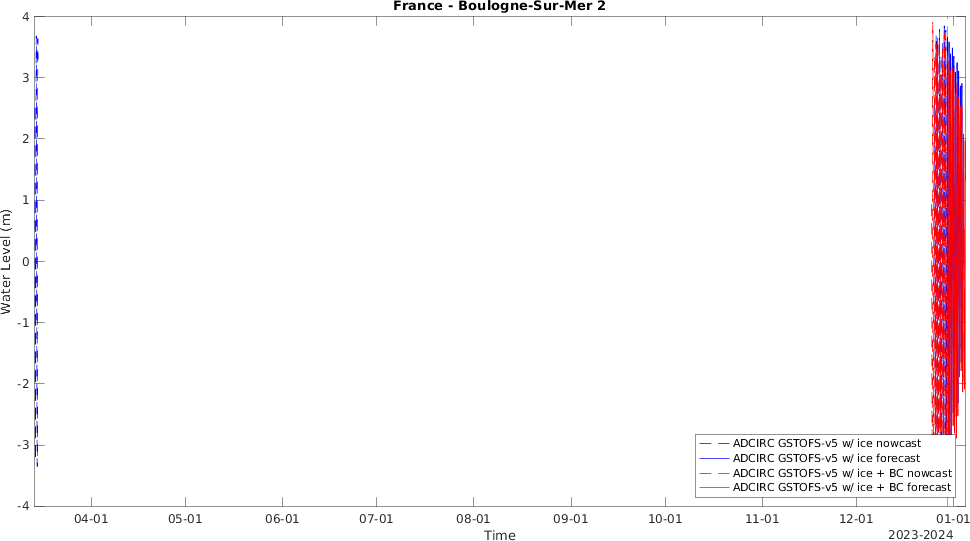 France - Boulogne-Sur-Mer 2
4
3
2
1
0
-1
-2
-3
-4
Water Level (m)
ADCIRC GSTOFS-v5 w/ ice nowcast
ADCIRC GSTOFS-v5 w/ ice forecast
ADCIRC GSTOFS-v5 w/ ice + BC nowcast
ADCIRC GSTOFS-v5 w/ ice + BC forecast
04-01 05-01 06-01 07-01 08-01 09-01 10-01 11-01 12-01 01-01
Time
2023-2024